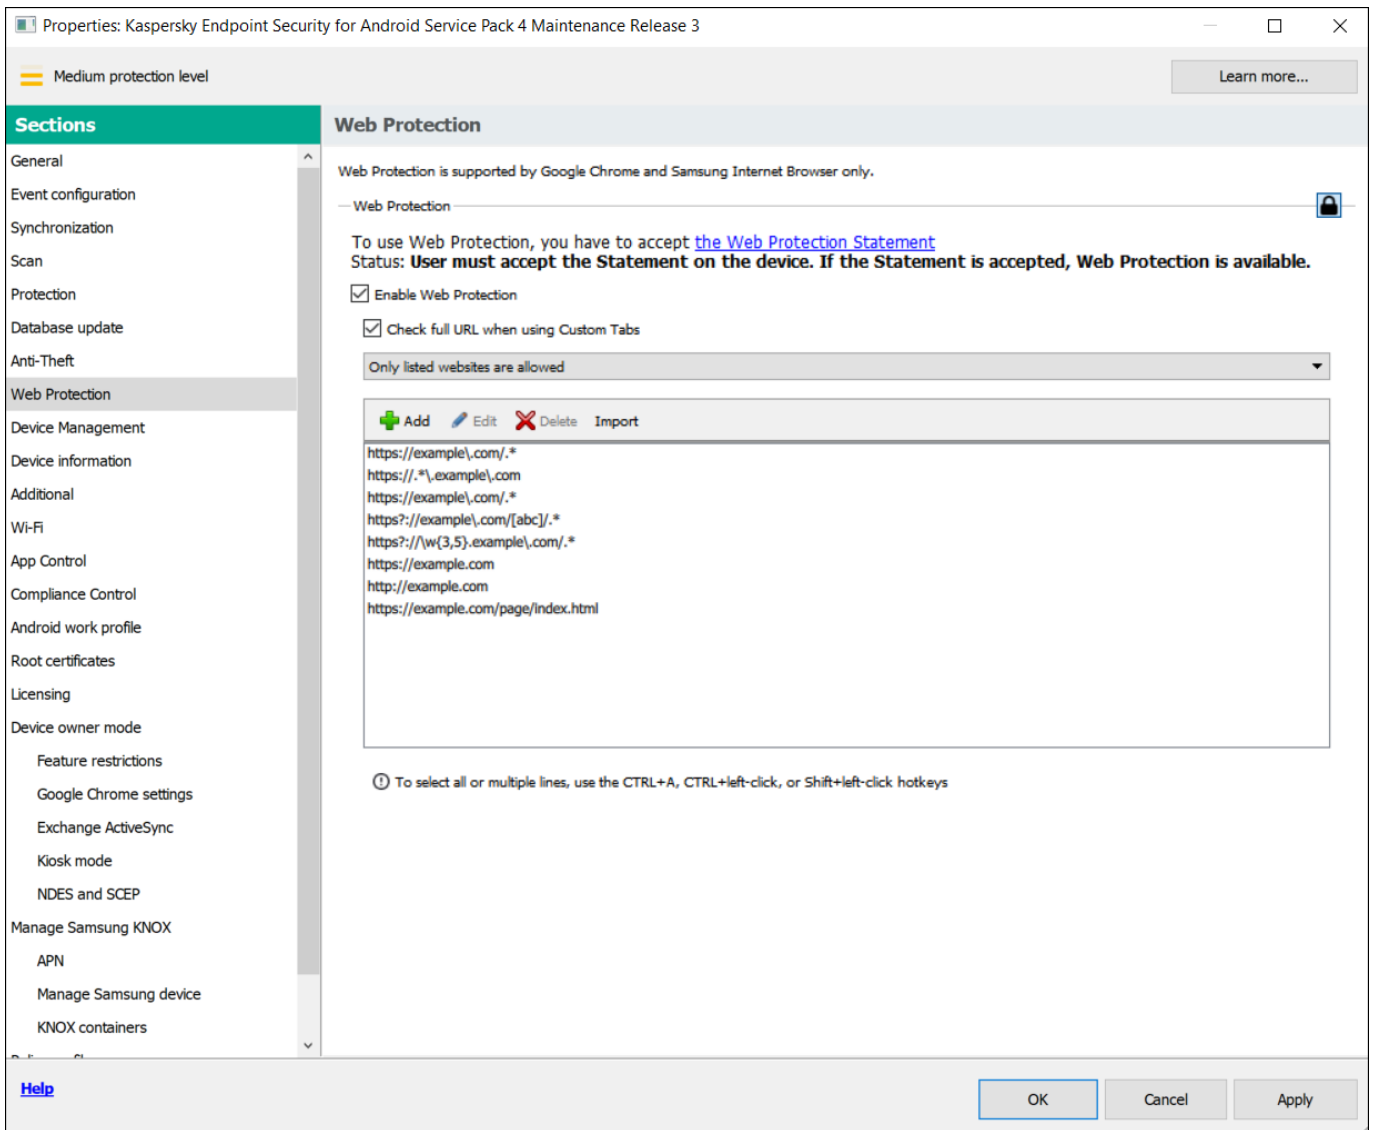 Properties: Kaspersky Endpoint Security for Android Service Pack 4 Maintenance Release 3
Medium protection level
Learn more...
Sections
General
Event configuration
Synchronization
Scan
Protection
Database update
Anti-Theft
Web Protection
Device Management
Device information
Additional
Wi-Fi
App Control
Compliance Control
Android work profile
Root certificates
Licensing
Device owner mode
Feature restrictions
Google Chrome settings
Exchange ActiveSync
Kiosk mode
NDES and SCEP
Manage Samsung KNOX
APN
Manage Samsung device
KNOX containers
Web Protection
Web Protection is supported by Google Chrome and Samsung Internet Browser only.
Web Protection
To use Web Protection, you have to accept the Web Protection Statement
Status: User must accept the Statement on the device. If the Statement is accepted, Web Protection is available.
Enable Web Protection
Check full URL when using Custom Tabs
Only listed websites are allowed
Add Edit Delete Import
https://example\.com/.*
https://.*\.example\.com
https://example\.com/.*
https?://example\.com/[abc]/.*
https?://\w{3,5}.example\.com/.*
https://example.com
http://example.com
https://example.com/page/index.html
To select all or multiple lines, use the CTRL+A, CTRL+left-click, or Shift+left-click hotkeys
Help
OK Cancel Apply